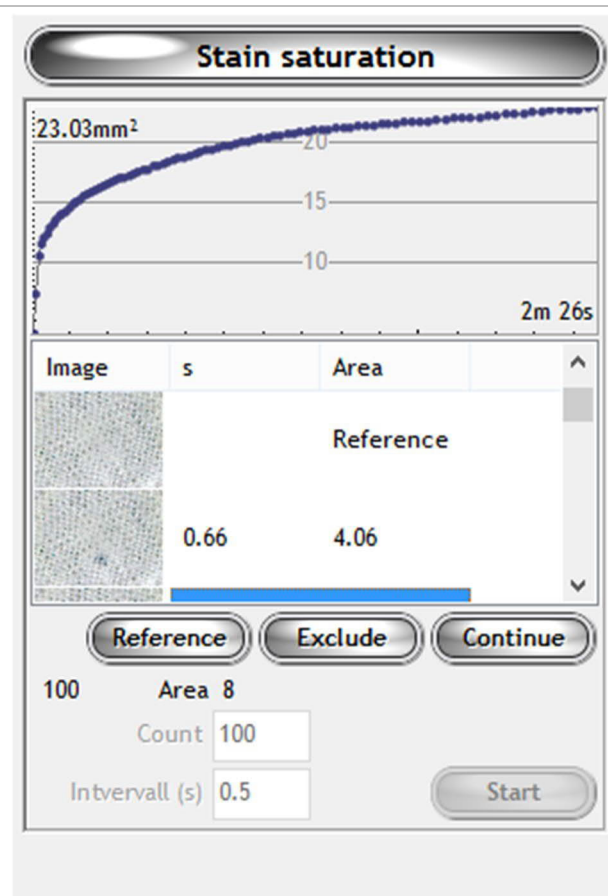 Stain saturation
23.03mm²
20
15
10
2m 26s
Image s Area
Reference
0.66 4.06
Reference Exclude Continue
100 Area 8
Count 100
Intvervall (s) 0.5 Start